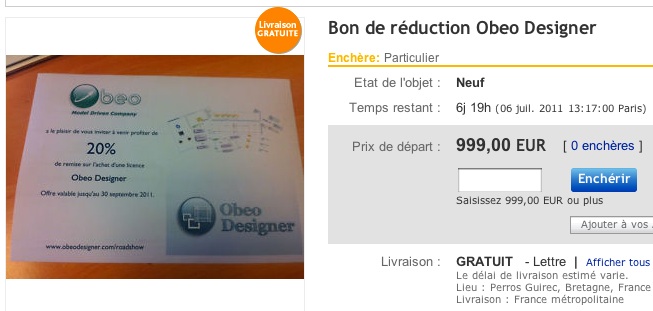 Livraison
GRATUITE
Obeo
Model Driven Company
a le plaisir de vous inviter à venir profiter de
20%
de remise sur l'achat d'une licence
Obeo Designer
Offre valable jusqu'au 30 septembre 2011.
Obeo
Designer
www.obeodesigner.com/roadshow
Bon de réduction Obeo Designer
Enchère: Particulier
Etat de l'objet : Neuf
Temps restant : 6j 19h (06 juil. 2011 13:17:00 Paris)
Prix de départ : 999,00 EUR [ 0 enchères ]
Enchérir
Saisissez 999,00 EUR ou plus
Ajouter à vos
Livraison : GRATUIT - Lettre | Afficher tous
Le délai de livraison estimé varie.
Lieu : Perros Guirec, Bretagne, France
Livraison : France métropolitaine